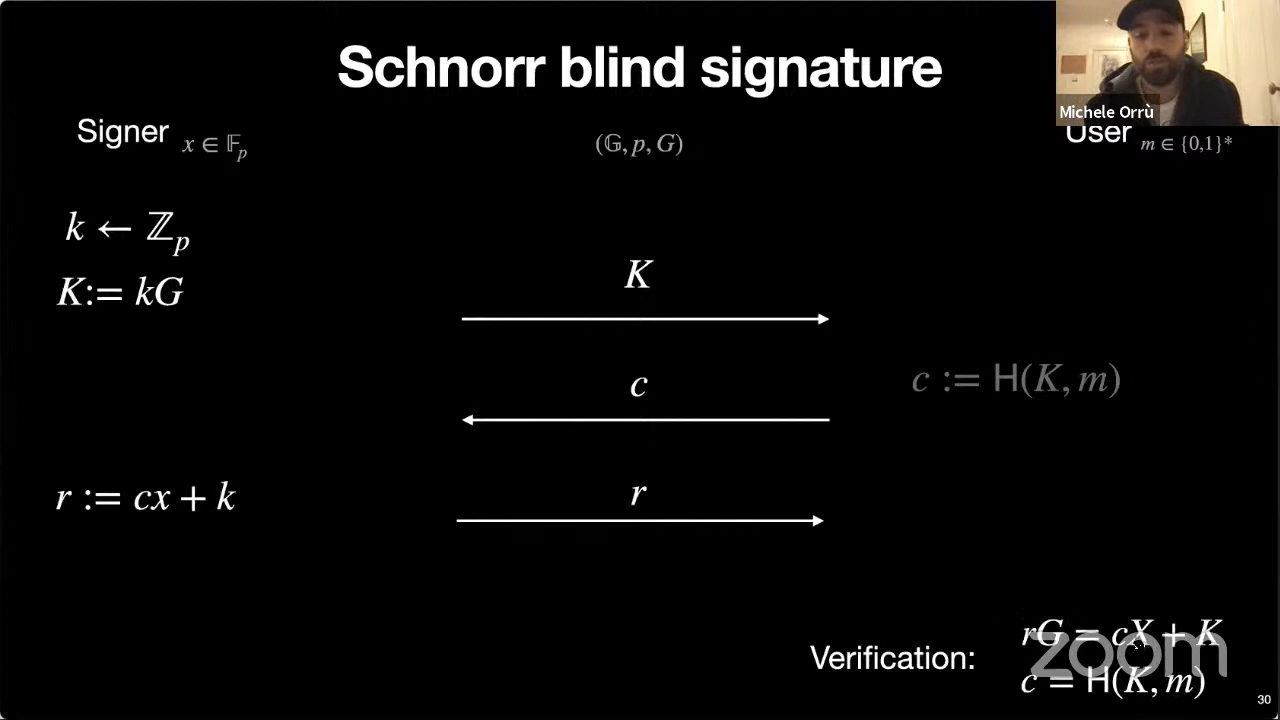 Schnorr blind signature
Michele Orrù
Signer x ∈ 𝔽ₚ
(𝔾, p, G)
User m ∈ {0,1}*
k ← ℤₚ
K
K:= kG
c
c := H(K, m)
r := cx + k
r
rG = cX + K
Verification:
zoom
c = H(K, m)
30